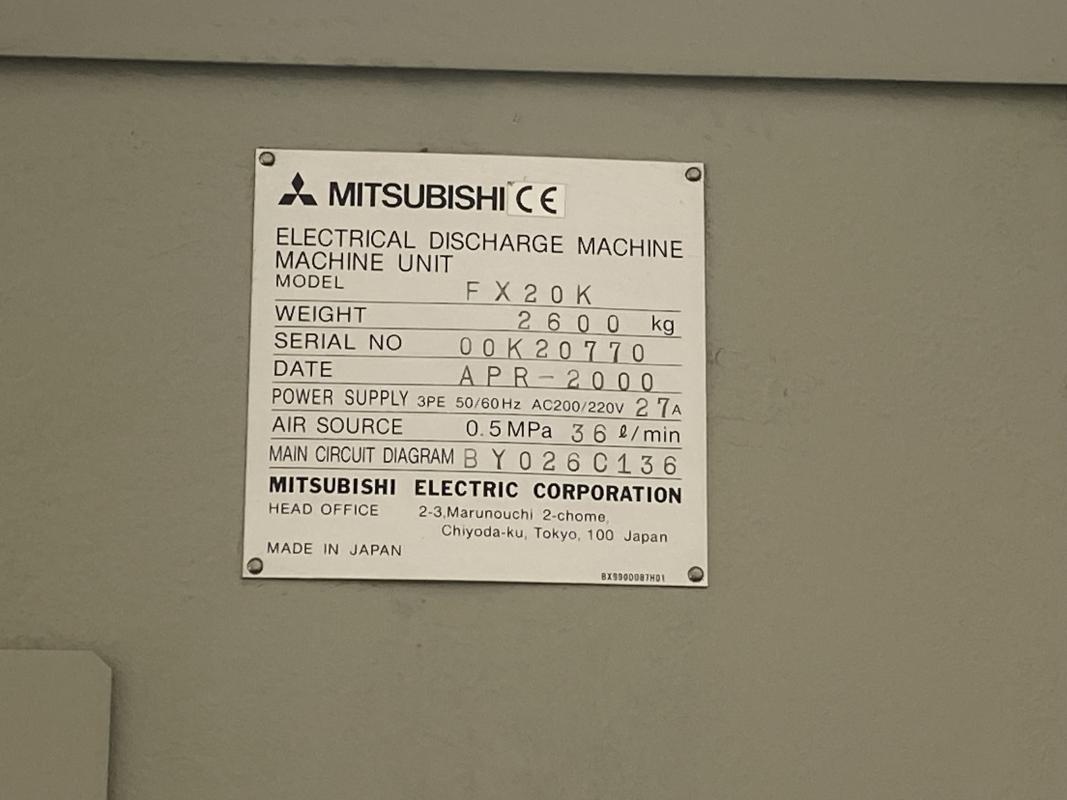 MITSUBISHI CE
ELECTRICAL DISCHARGE MACHINE
MACHINE UNIT
MODEL FX20K
WEIGHT 2600 kg
SERIAL NO 00K20770
DATE APR-2000
POWER SUPPLY 3PE 50/60Hz AC200/220V 27A
AIR SOURCE 0.5MPa 36 ℓ/min
MAIN CIRCUIT DIAGRAM BY026C136
MITSUBISHI ELECTRIC CORPORATION
HEAD OFFICE 2-3,Marunouchi 2-chome,
Chiyoda-ku, Tokyo, 100 Japan
MADE IN JAPAN
BX990D087H01